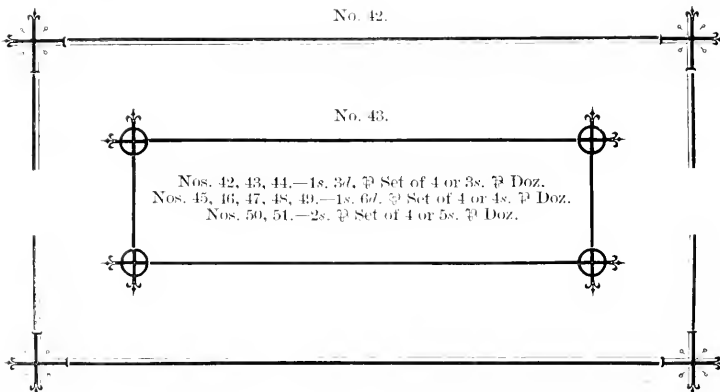 No. 42.
No. 43.
Nos. 42, 43, 44.—1s. 3d. ⅌ Set of 4 or 3s. ⅌ Doz.
Nos. 45, 46, 47, 48, 49.—1s. 6d. ⅌ Set of 4 or 4s. ⅌ Doz.
Nos. 50, 51.—2s. ⅌ Set of 4 or 5s. ⅌ Doz.